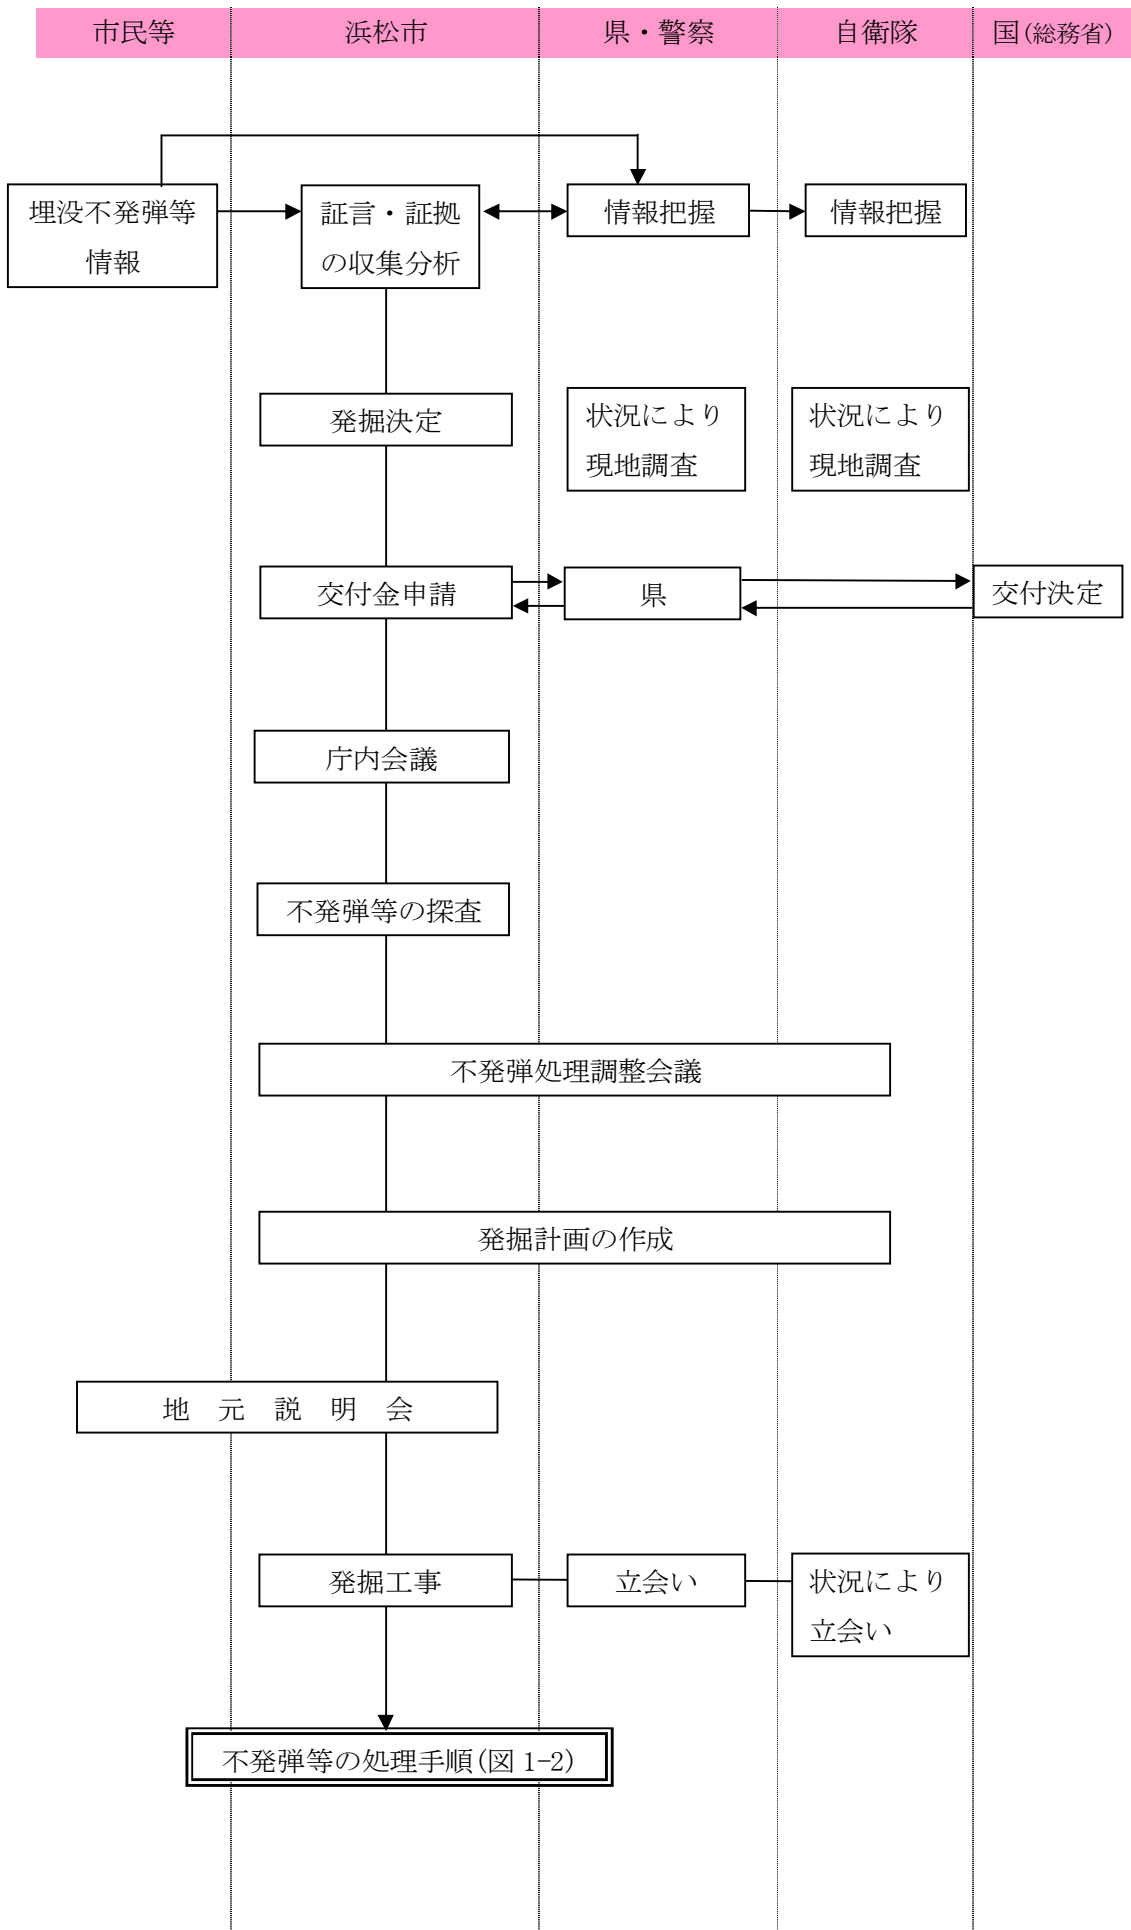 市民等
浜松市
県・警察
自衛隊
国(総務省)
埋没不発弾等
情報
証言・証拠
の収集分析
情報把握
情報把握
発掘決定
状況により
現地調査
状況により
現地調査
交付金申請
県
交付決定
庁内会議
不発弾等の探査
不発弾処理調整会議
発掘計画の作成
地 元 説 明 会
発掘工事
立会い
状況により
立会い
不発弾等の処理手順(図 1-2)